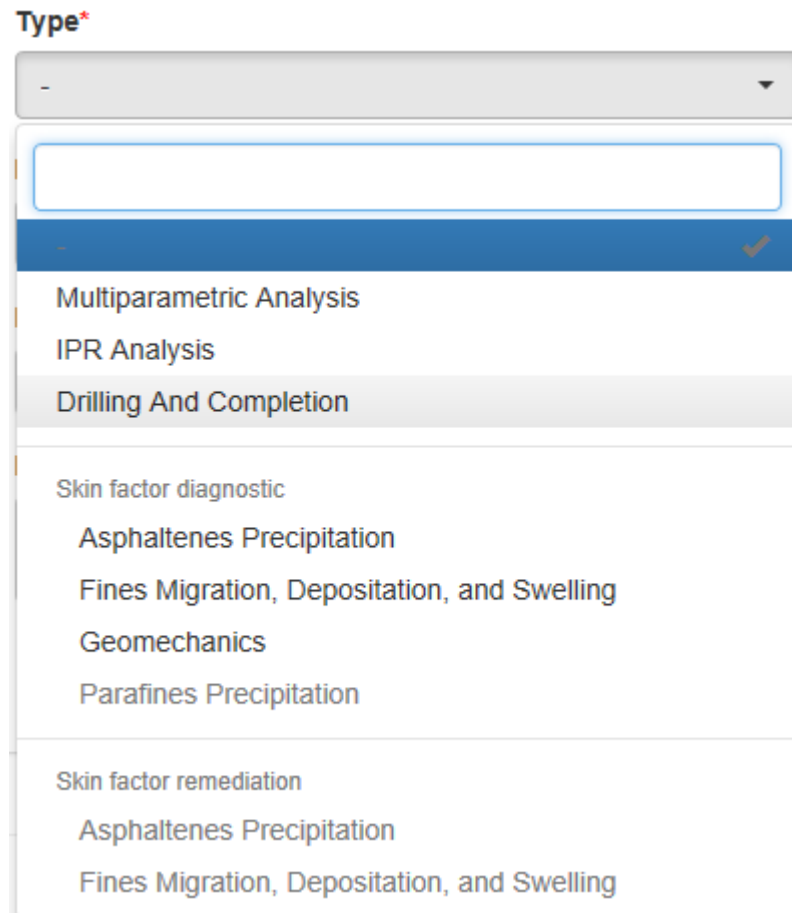 Type*
-
-
Multiparametric Analysis
IPR Analysis
Drilling And Completion
Skin factor diagnostic
Asphaltenes Precipitation
Fines Migration, Depositation, and Swelling
Geomechanics
Parafines Precipitation
Skin factor remediation
Asphaltenes Precipitation
Fines Migration, Depositation, and Swelling